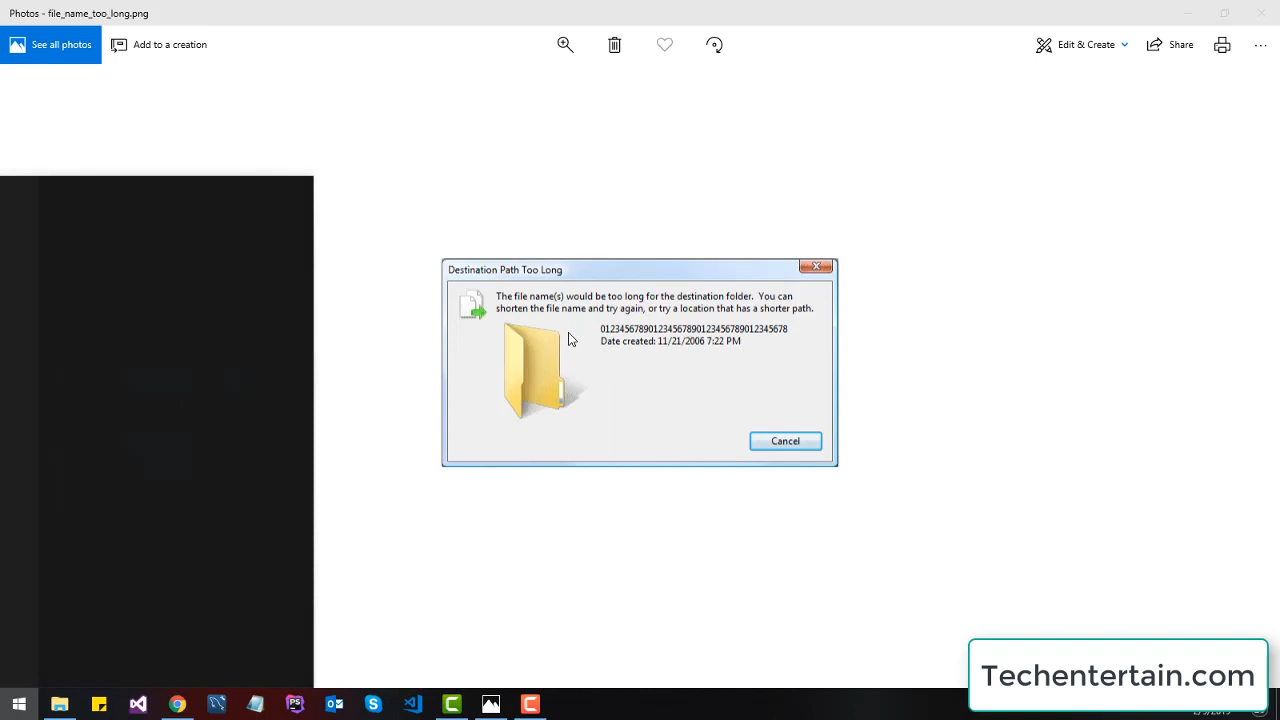 Photos - file_name_too_long.png
See all photos
Add to a creation
Edit & Create
Share
Destination Path Too Long
The file name(s) would be too long for the destination folder. You can
shorten the file name and try again, or try a location that has a shorter path.
012345678901234567890123456789012345678
Date created: 11/21/2006 7:22 PM
Cancel
Techentertain.com